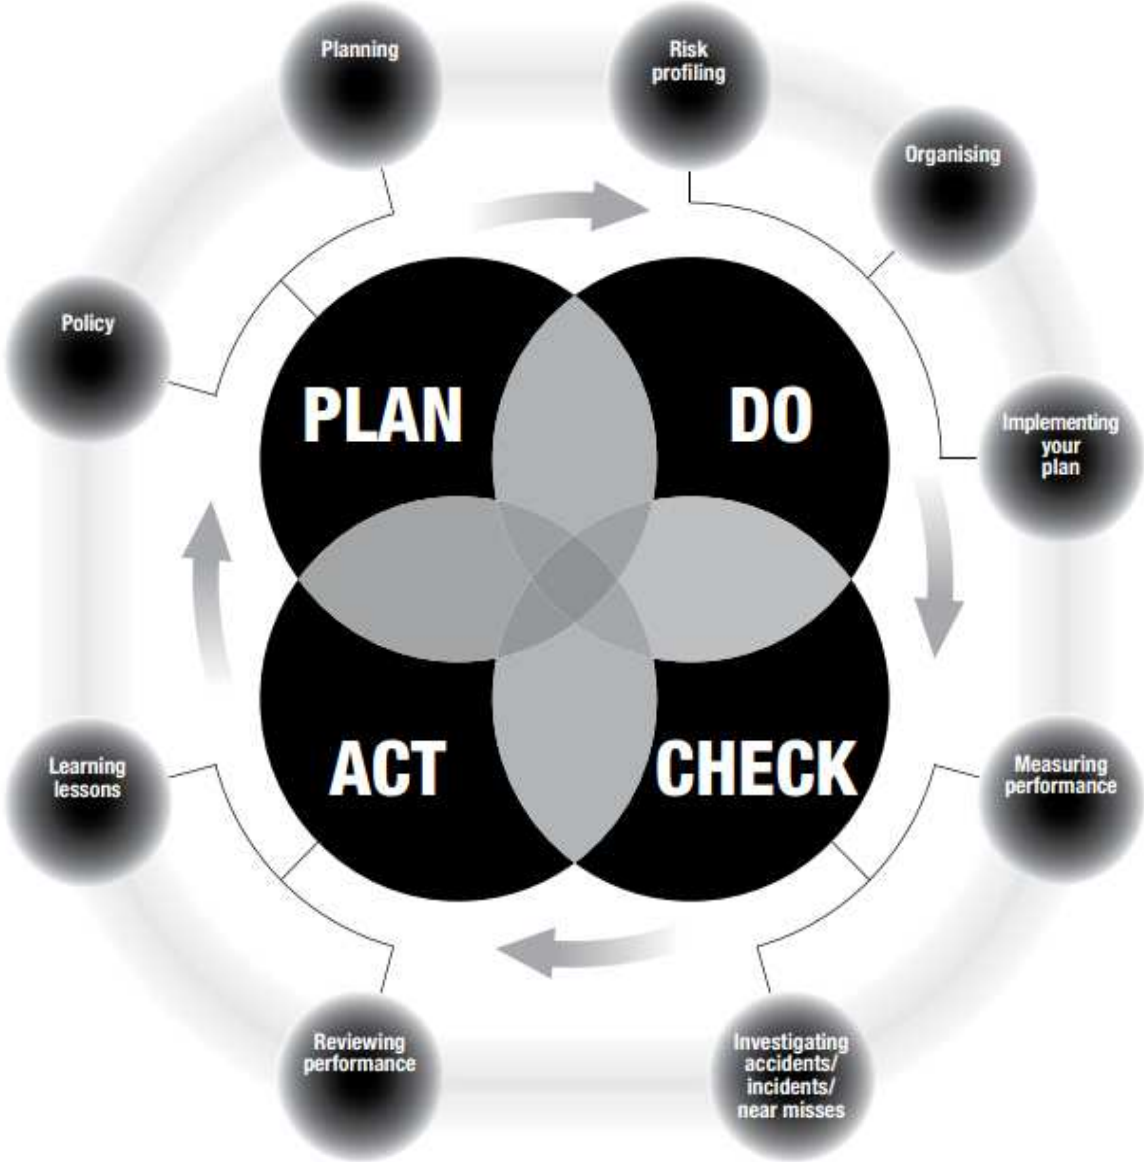 Planning
Risk
profiling
Organising
Policy
PLAN
DO
Implementing
your
plan
Learning
lessons
ACT
CHECK
Measuring
performance
Reviewing
performance
Investigating
accidents/
incidents/
near misses